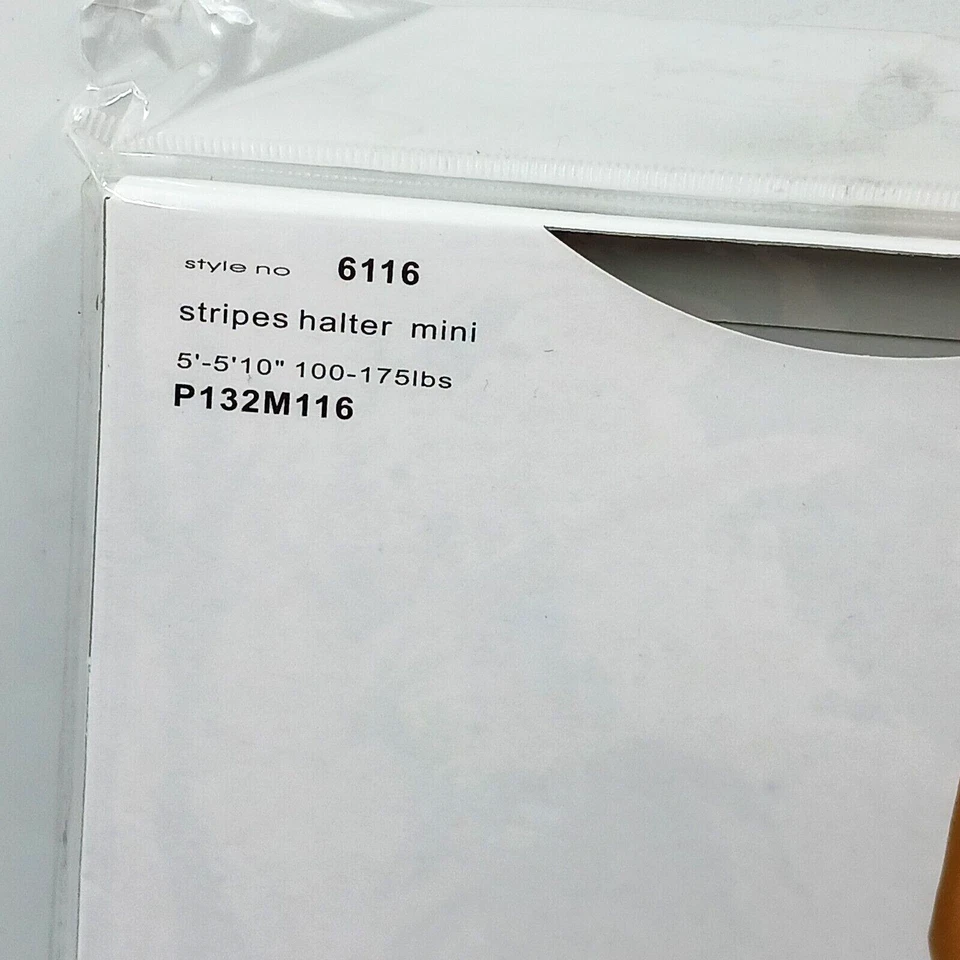 style no 6116
stripes halter mini
5'-5'10" 100-175lbs
P132M116